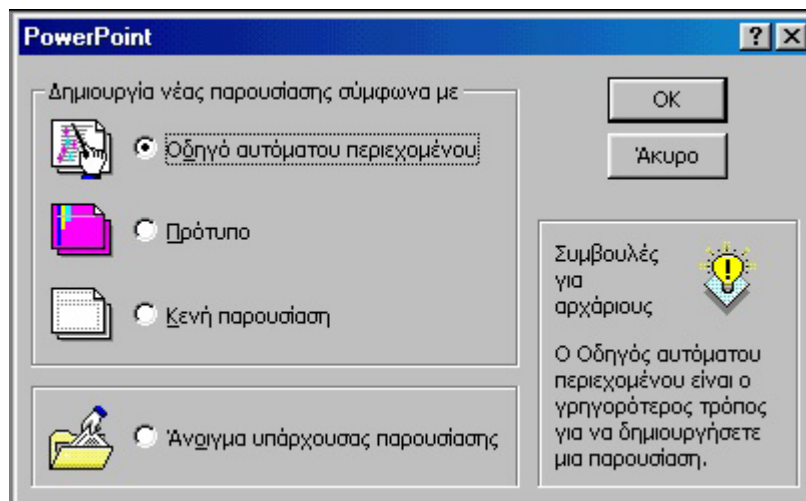 PowerPoint
Δημιουργία νέας παρουσίασης σύμφωνα με
Οδηγό αυτόματου περιεχομένου
Πρότυπο
Κενή παρουσίαση
Άνοιγμα υπάρχουσας παρουσίασης
OK
Άκυρο
Συμβουλές
για
αρχάριους
Ο Οδηγός αυτόματου
περιεχομένου είναι ο
γρηγορότερος τρόπος
για να δημιουργήσετε
μια παρουσίαση.